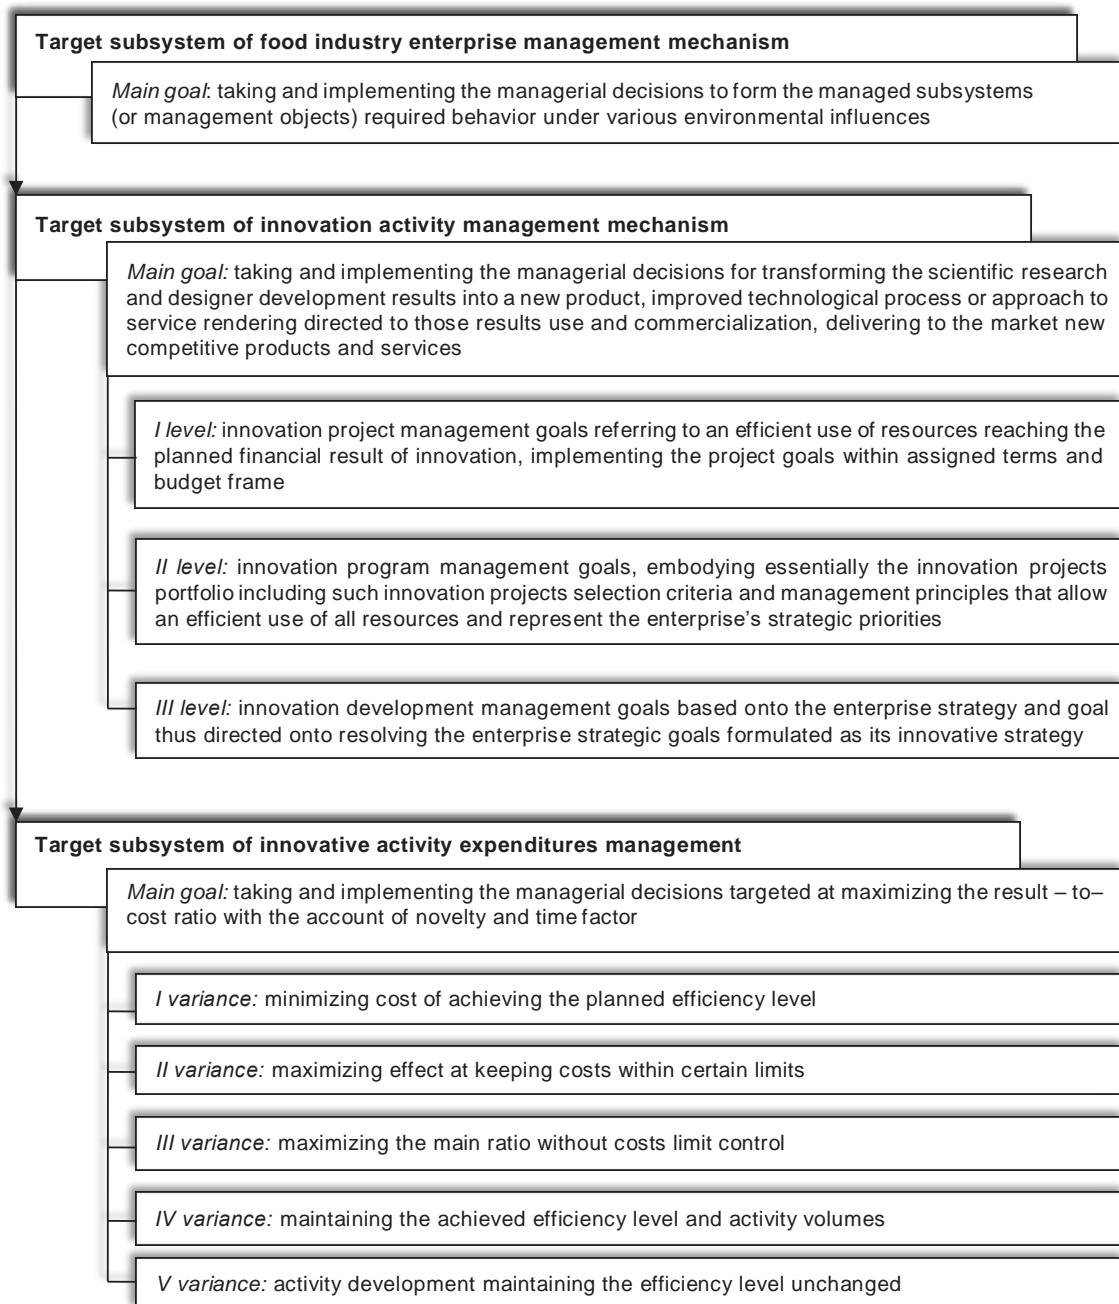 Target subsystem of food industry enterprise management mechanism
Main goal: taking and implementing the managerial decisions to form the managed subsystems
(or management objects) required behavior under various environmental influences
Target subsystem of innovation activity management mechanism
Main goal: taking and implementing the managerial decisions for transforming the scientific research
and designer development results into a new product, improved technological process or approach to
service rendering directed to those results use and commercialization, delivering to the market new
competitive products and services
I level: innovation project management goals referring to an efficient use of resources reaching the
planned financial result of innovation, implementing the project goals within assigned terms and
budget frame
II level: innovation program management goals, embodying essentially the innovation projects
portfolio including such innovation projects selection criteria and management principles that allow
an efficient use of all resources and represent the enterprise's strategic priorities
III level: innovation development management goals based onto the enterprise strategy and goal
thus directed onto resolving the enterprise strategic goals formulated as its innovative strategy
Target subsystem of innovative activity expenditures management
Main goal: taking and implementing the managerial decisions targeted at maximizing the result – to–
cost ratio with the account of novelty and time factor
I variance: minimizing cost of achieving the planned efficiency level
II variance: maximizing effect at keeping costs within certain limits
III variance: maximizing the main ratio without costs limit control
IV variance: maintaining the achieved efficiency level and activity volumes
V variance: activity development maintaining the efficiency level unchanged